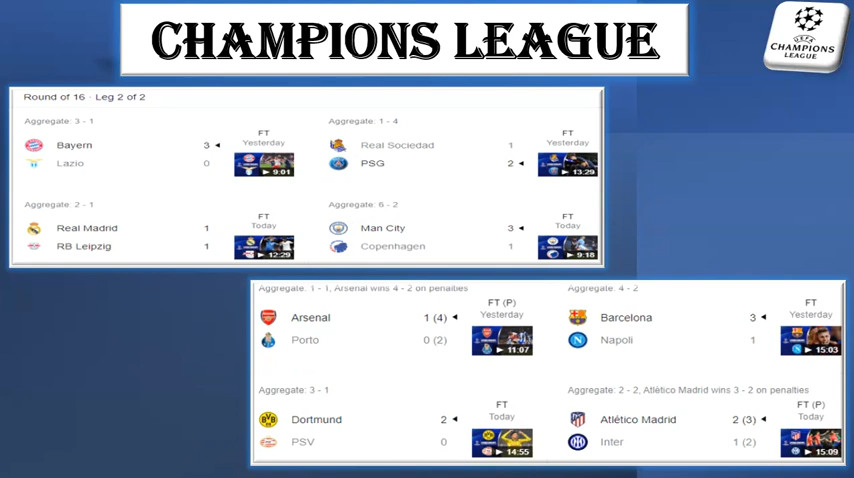 CHAMPIONS LEAGUE
UEFA
CHAMPIONS
LEAGUE
Round of 16 · Leg 2 of 2
Aggregate: 3 - 1
Bayern 3
Lazio 0
FT
Yesterday
9:01
Aggregate: 1 - 4
Real Sociedad 1
PSG 2
FT
Yesterday
13:29
Aggregate: 2 - 1
Real Madrid 1
RB Leipzig 1
FT
Today
12:29
Aggregate: 6 - 2
Man City 3
Copenhagen 1
FT
Today
9:18
Aggregate: 1 - 1, Arsenal wins 4 - 2 on penalties
Arsenal 1 (4)
Porto 0 (2)
FT (P)
Yesterday
11:07
Aggregate: 4 - 2
Barcelona 3
Napoli 1
FT
Yesterday
15:03
Aggregate: 3 - 1
Dortmund 2
PSV 0
FT
Today
14:55
Aggregate: 2 - 2, Atlético Madrid wins 3 - 2 on penalties
Atlético Madrid 2 (3)
Inter 1 (2)
FT (P)
Today
15:09